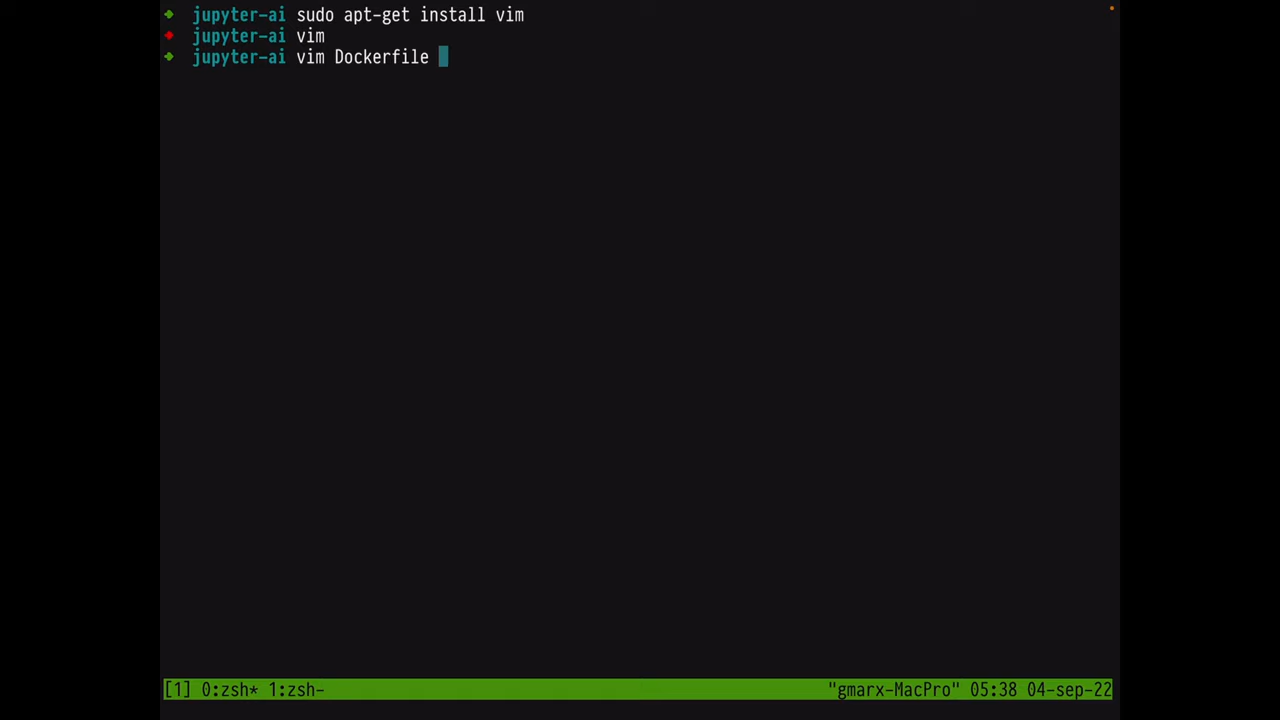 ➜ jupyter-ai sudo apt-get install vim
➜ jupyter-ai vim
➜ jupyter-ai vim Dockerfile
[1] 0:zsh* 1:zsh- "gmarx-MacPro" 05:38 04-sep-22